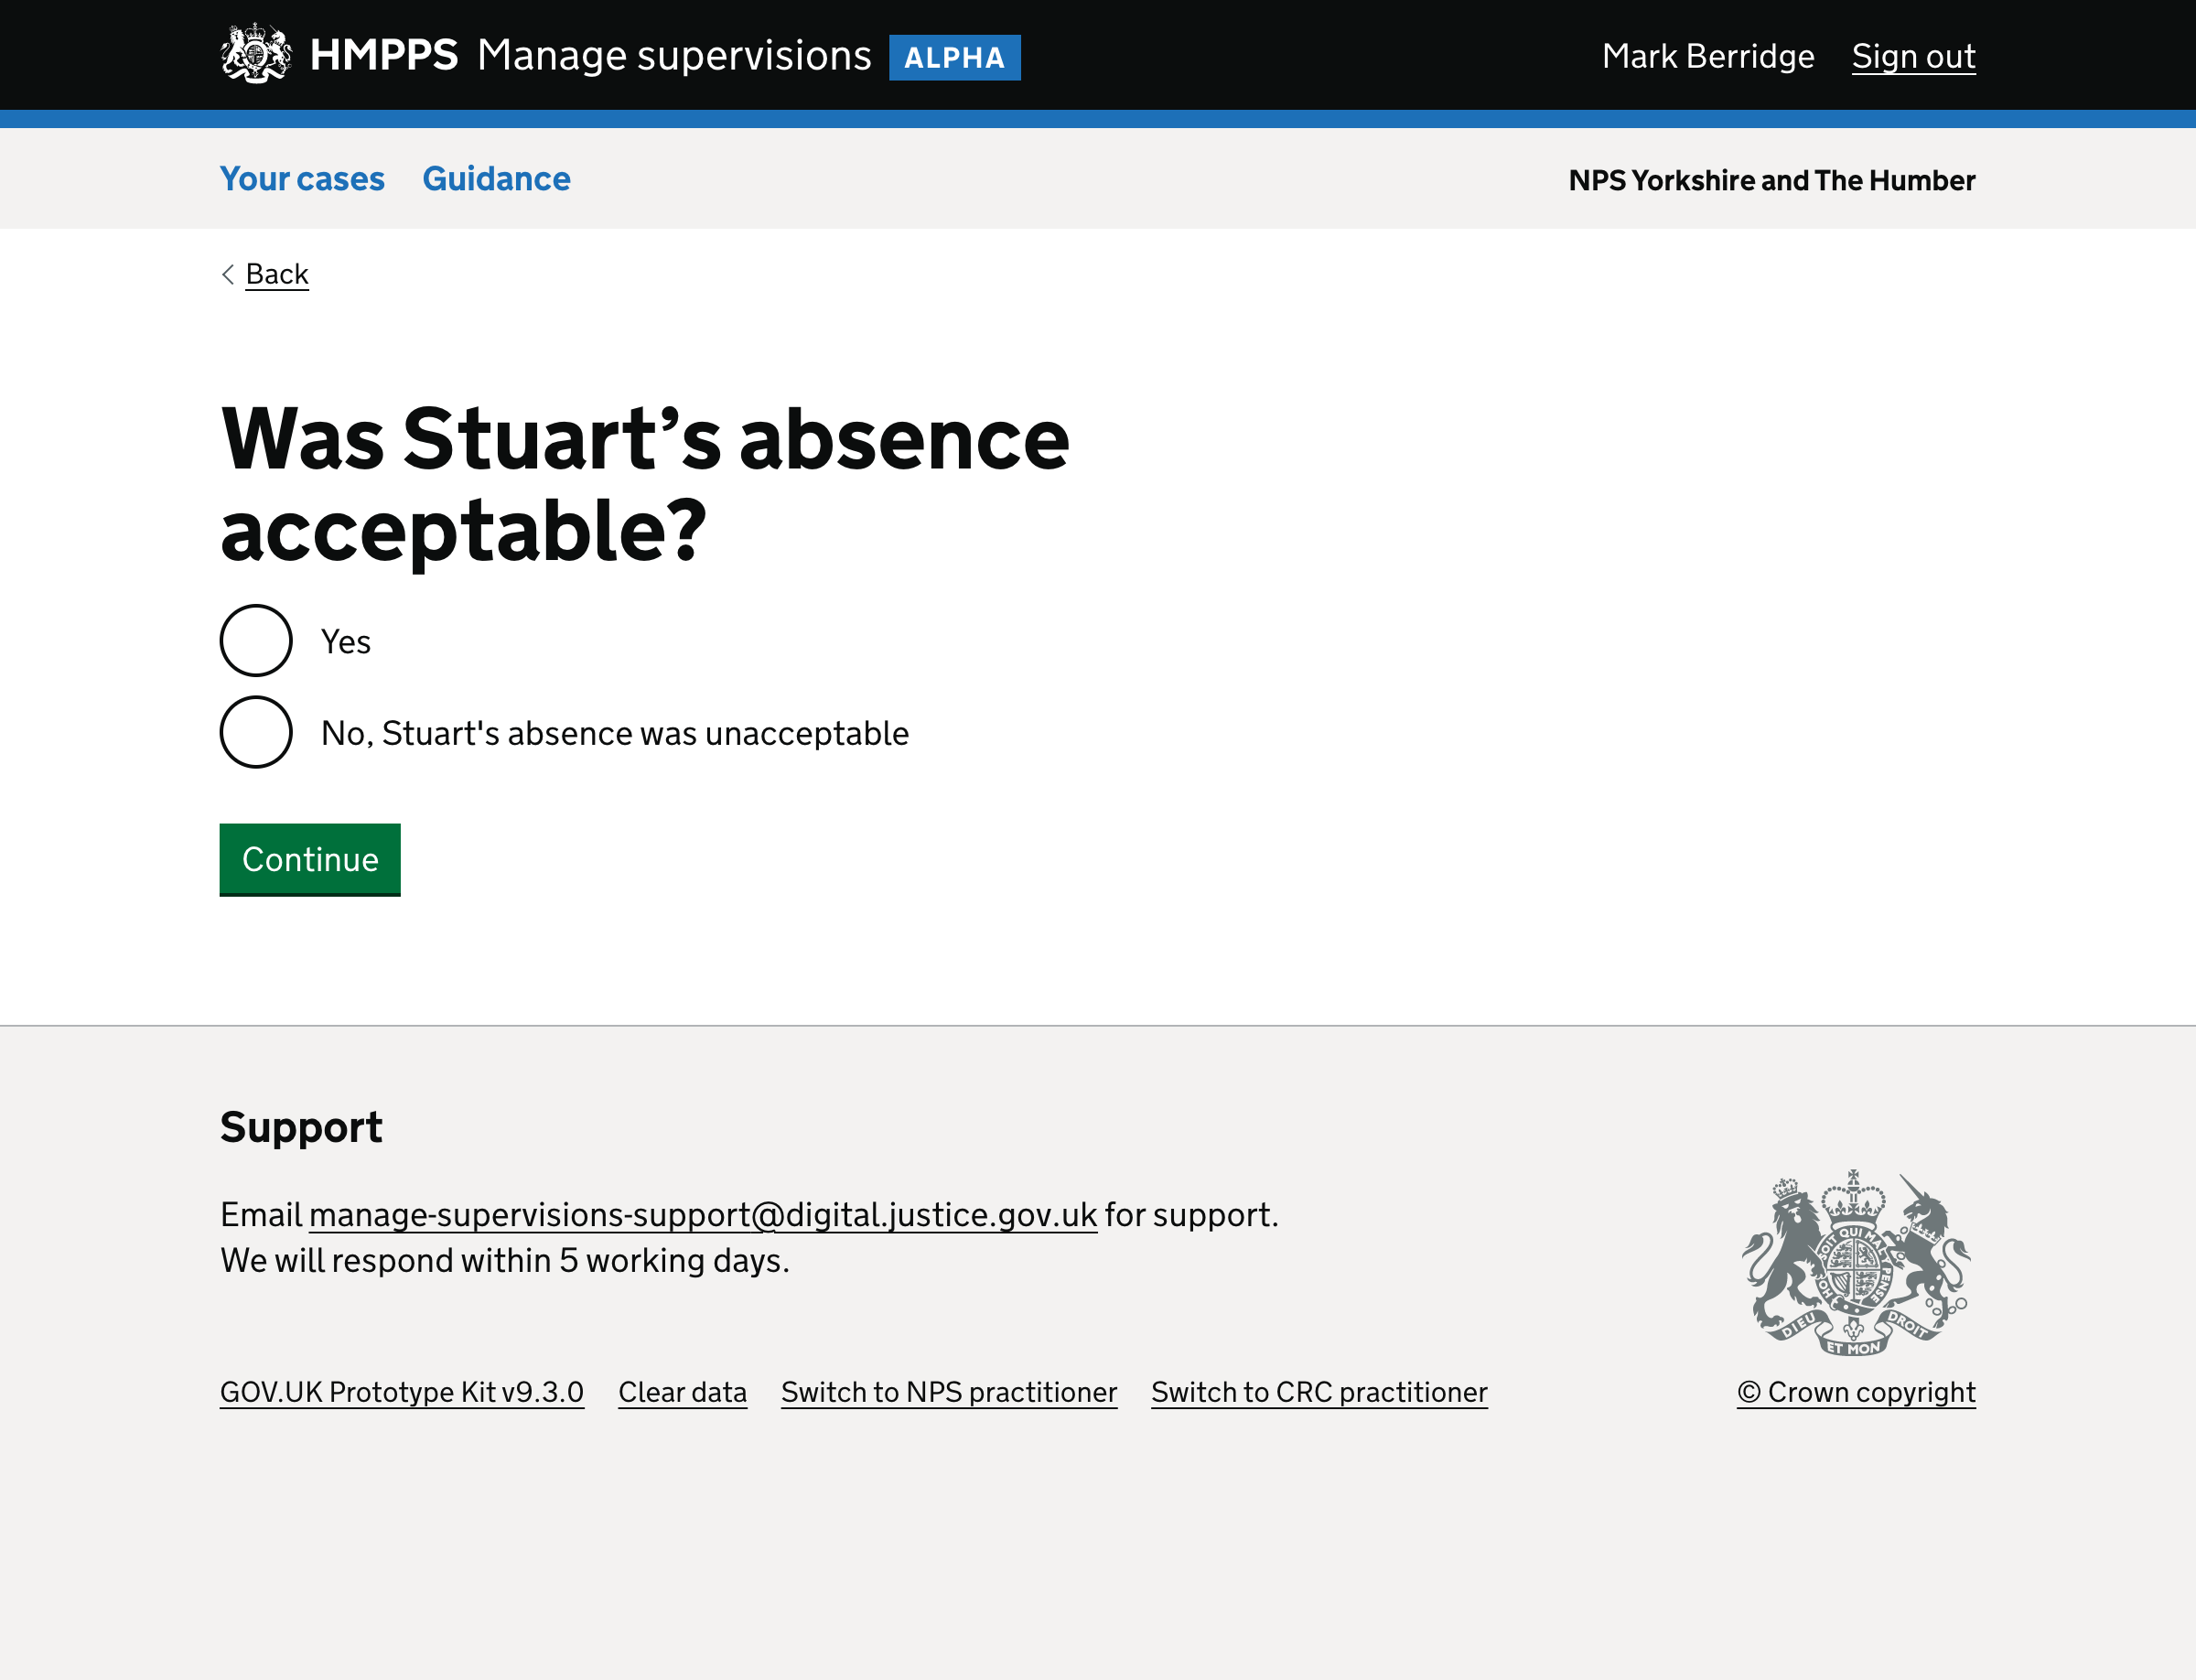 HMPPS Manage supervisions ALPHA
Mark Berridge Sign out
Your cases Guidance
NPS Yorkshire and The Humber
Back
Was Stuart’s absence
acceptable?
Yes
No, Stuart's absence was unacceptable
Continue
Support
Email manage-supervisions-support@digital.justice.gov.uk for support.
We will respond within 5 working days.
SOIT QUI MAL Y PENSE
HO
DIEU ET MON DROIT
GOV.UK Prototype Kit v9.3.0 Clear data Switch to NPS practitioner Switch to CRC practitioner
© Crown copyright